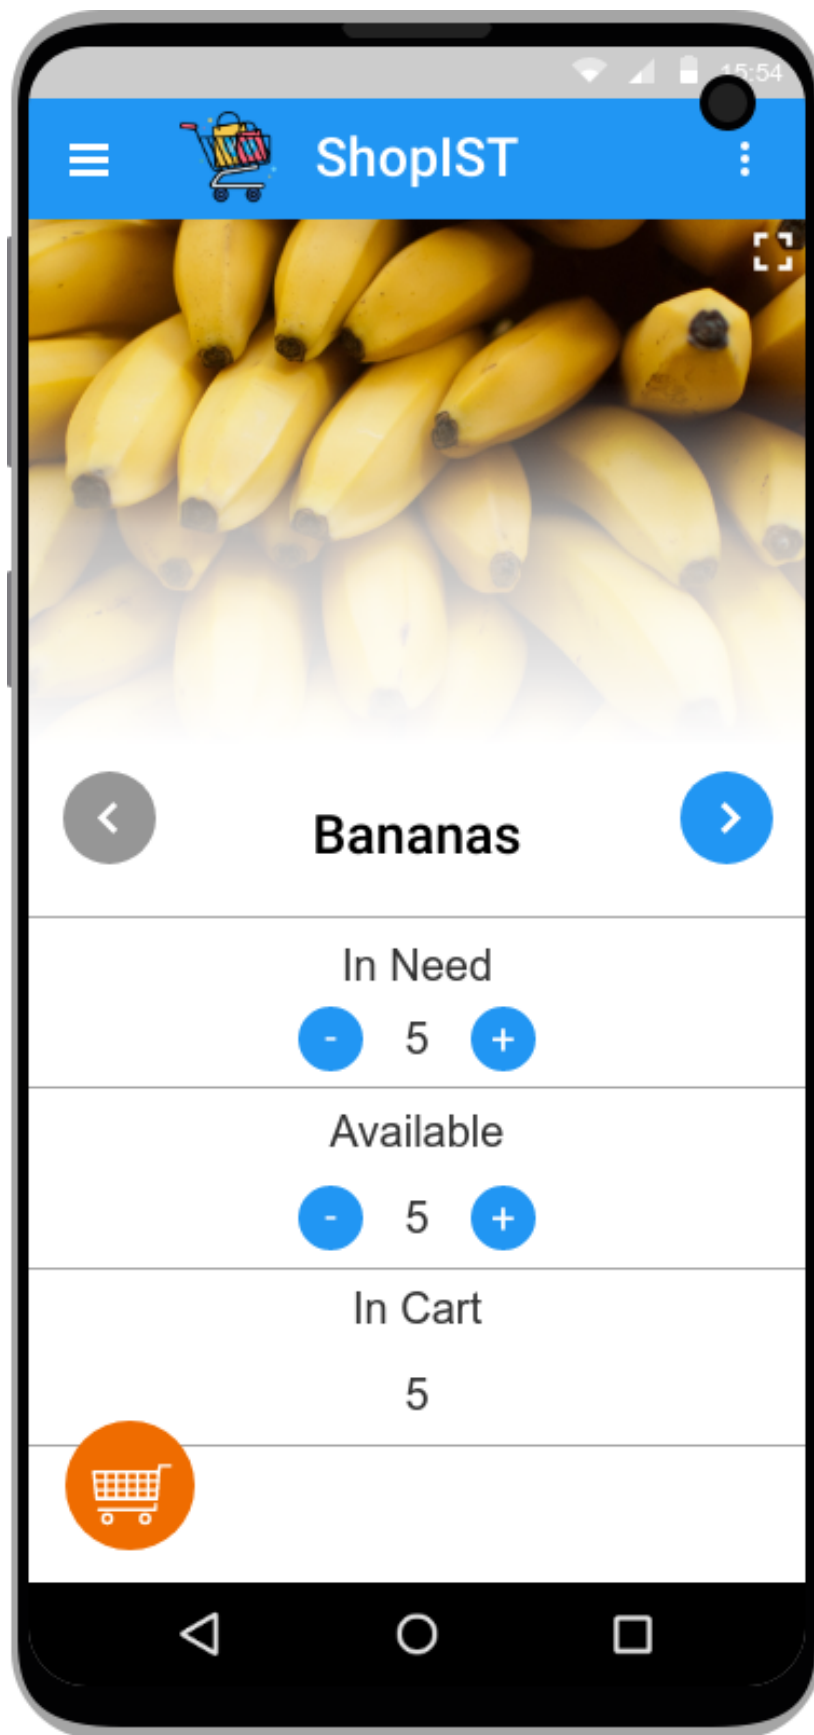 15:54
ShopIST
Bananas
In Need
- 5 +
Available
- 5 +
In Cart
5